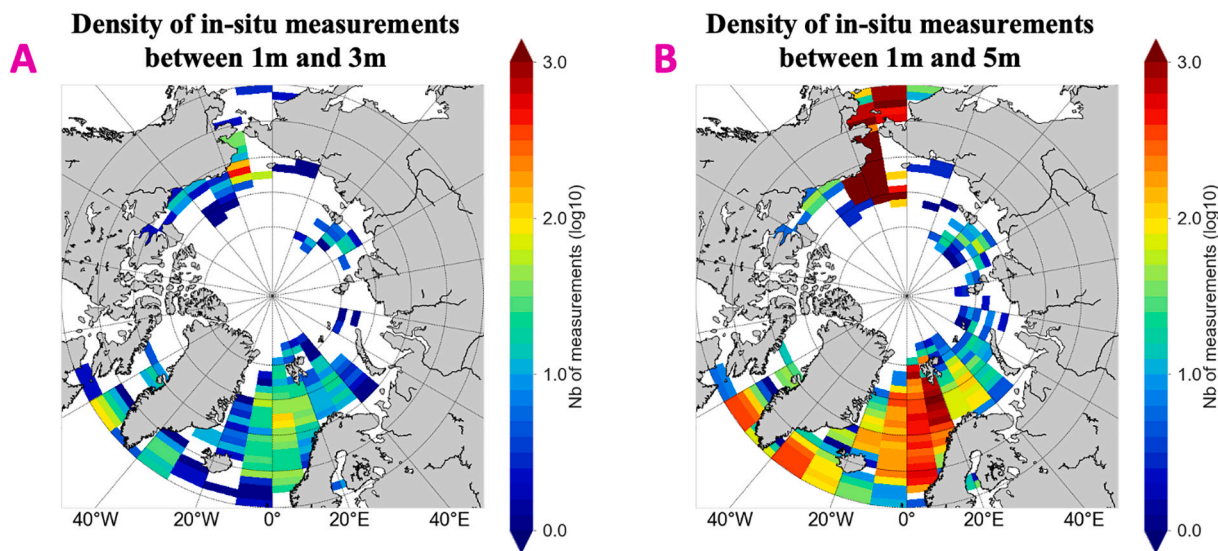 A
Density of in-situ measurements
between 1m and 3m
3.0
2.0
1.0
0.0
Nb of measurements (log10)
40°W
20°W
0°
20°E
40°E
B
Density of in-situ measurements
between 1m and 5m
3.0
2.0
1.0
0.0
Nb of measurements (log10)
40°W
20°W
0°
20°E
40°E